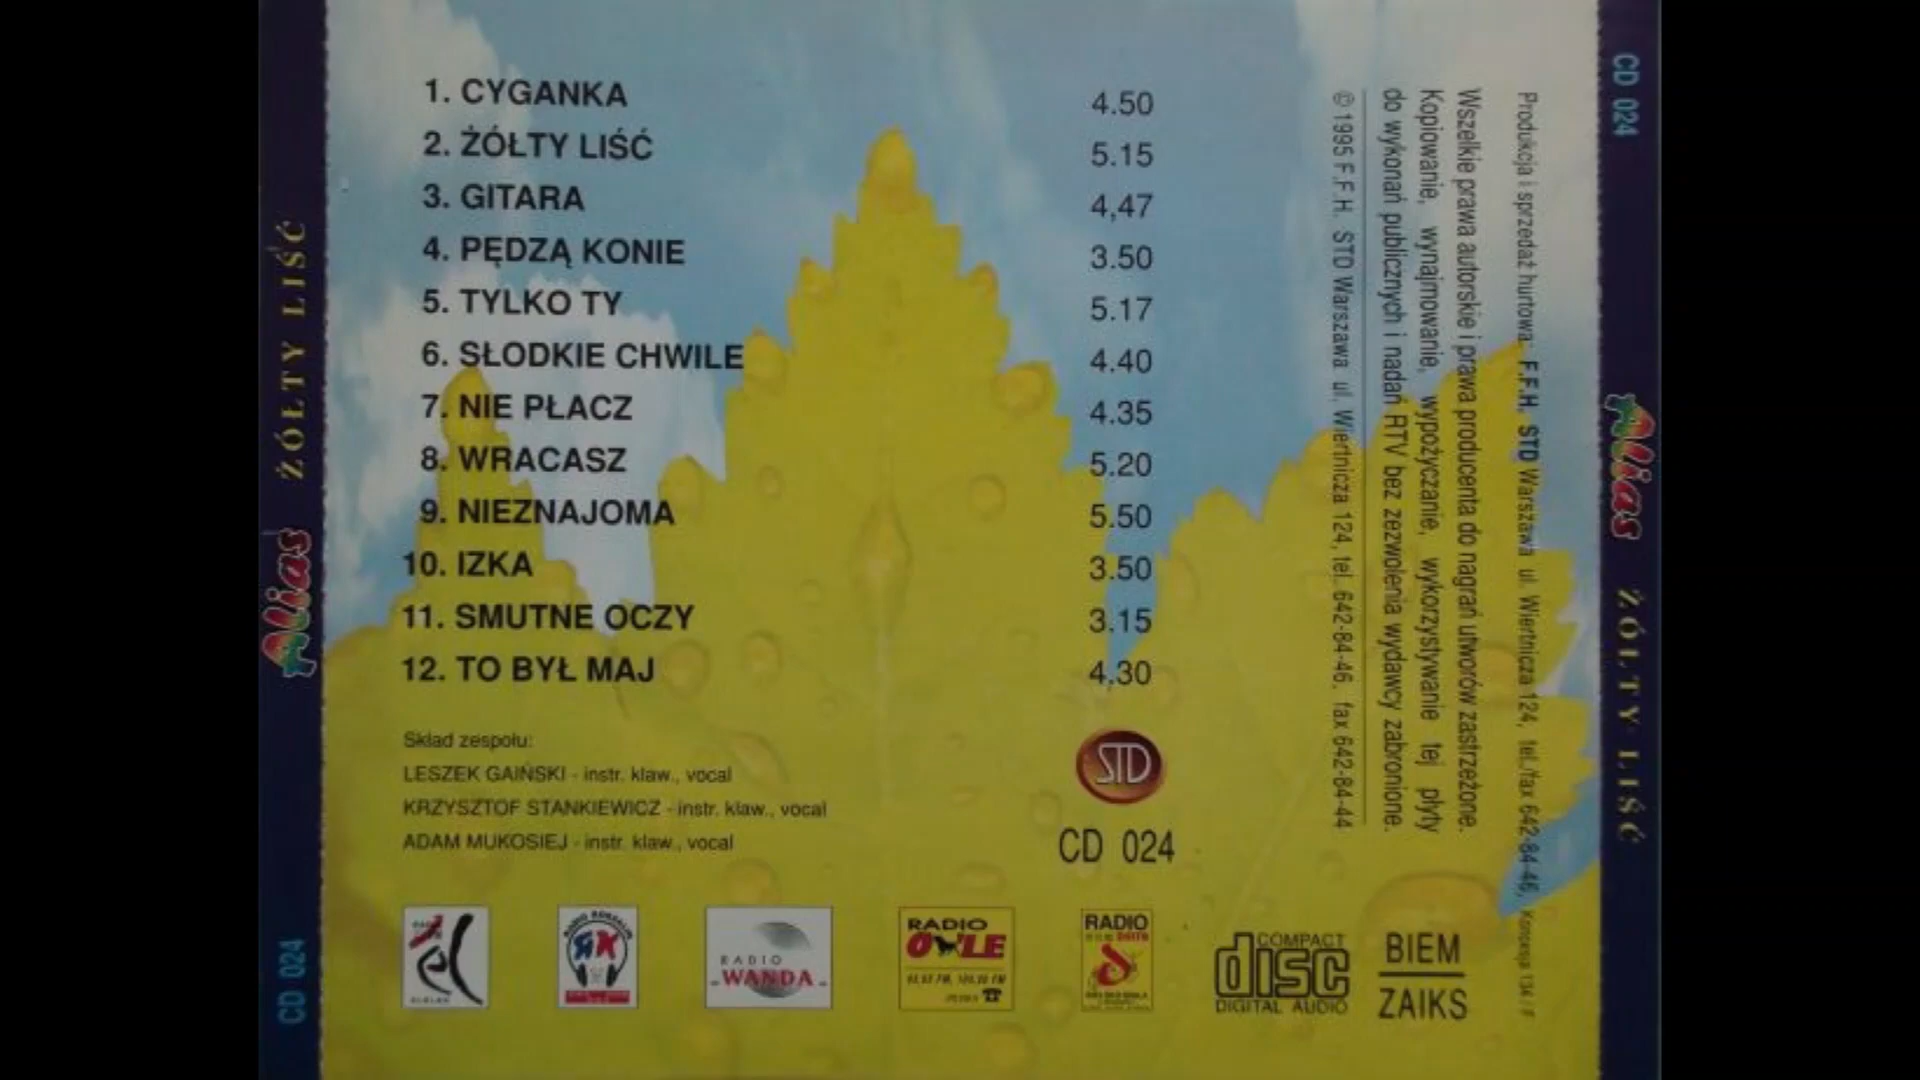 1. CYGANKA 4.50
2. ŻÓŁTY LIŚĆ 5.15
3. GITARA 4,47
4. PĘDZĄ KONIE 3.50
5. TYLKO TY 5.17
6. SŁODKIE CHWILE 4.40
7. NIE PŁACZ 4.35
8. WRACASZ 5.20
9. NIEZNAJOMA 5.50
10. IZKA 3.50
11. SMUTNE OCZY 3.15
12. TO BYŁ MAJ 4.30
Skład zespołu:
LESZEK GAIŃSKI - instr. klaw., vocal
KRZYSZTOF STANKIEWICZ - instr. klaw., vocal
ADAM MUKOSIEJ - instr. klaw., vocal
STD
CD 024
RADIO WANDA
RADIO
RADIO
COMPACT
disc
DIGITAL AUDIO
BIEM
ZAIKS
Produkcja i sprzedaż hurtowa: F.F.H. STD Warszawa ul. Wiertnicza 124, tel./fax 642-84-46, Koncesja 134 / F
Wszelkie prawa autorskie i prawa producenta do nagrań utworów zastrzeżone.
Kopiowanie, wynajmowanie, wypożyczanie, wykorzystywanie tej płyty
do wykonań publicznych i nadań RTV bez zezwolenia wydawcy zabronione.
© 1995 F.F.H. STD Warszawa ul. Wiertnicza 124, tel. 642-84-46, fax 642-84-44
CD 024 Alias ŻÓŁTY LIŚĆ
CD 024 Alias ŻÓŁTY LIŚĆ